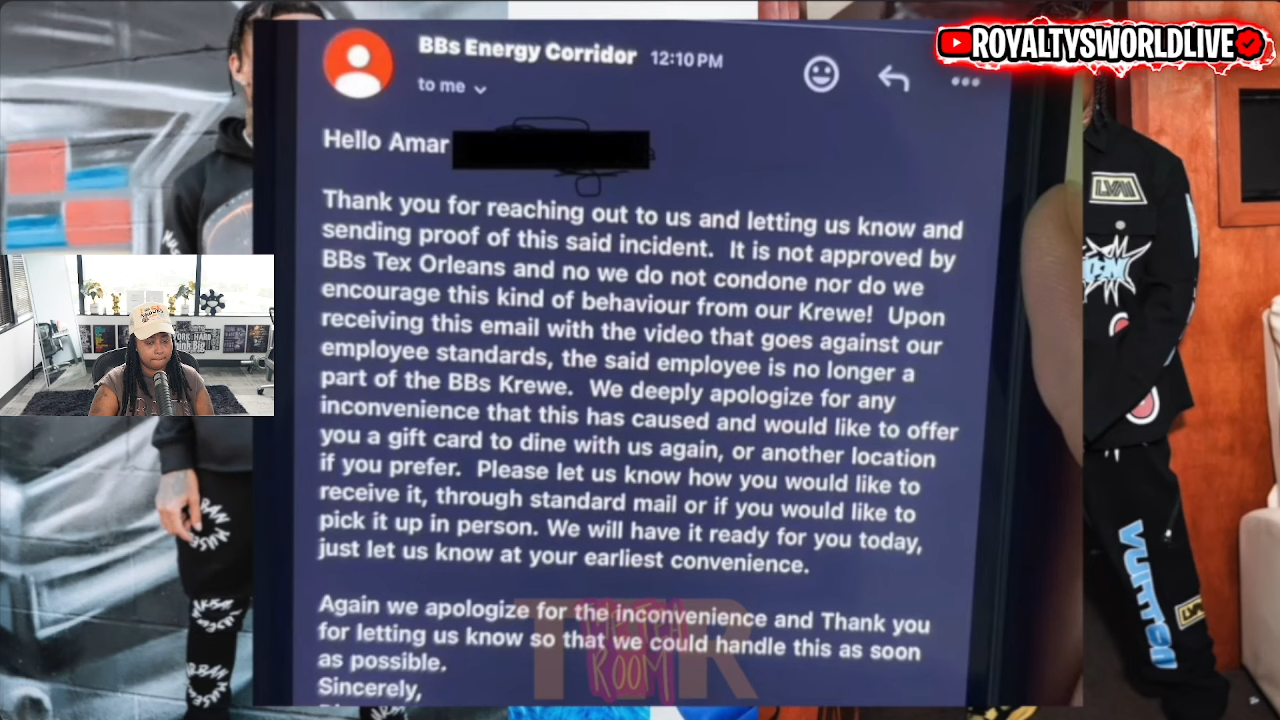 ROYALTYSWORLDLIVE
BBs Energy Corridor 12:10 PM
to me
Hello Amar
Thank you for reaching out to us and letting us know and
sending proof of this said incident. It is not approved by
BBs Tex Orleans and no we do not condone nor do we
encourage this kind of behaviour from our Krewe! Upon
receiving this email with the video that goes against our
employee standards, the said employee is no longer a
part of the BBs Krewe. We deeply apologize for any
inconvenience that this has caused and would like to offer
you a gift card to dine with us again, or another location
if you prefer. Please let us know how you would like to
receive it, through standard mail or if you would like to
pick it up in person. We will have it ready for you today,
just let us know at your earliest convenience.
Again we apologize for the inconvenience and Thank you
for letting us know so that we could handle this as soon
as possible.
Sincerely,
ROOM